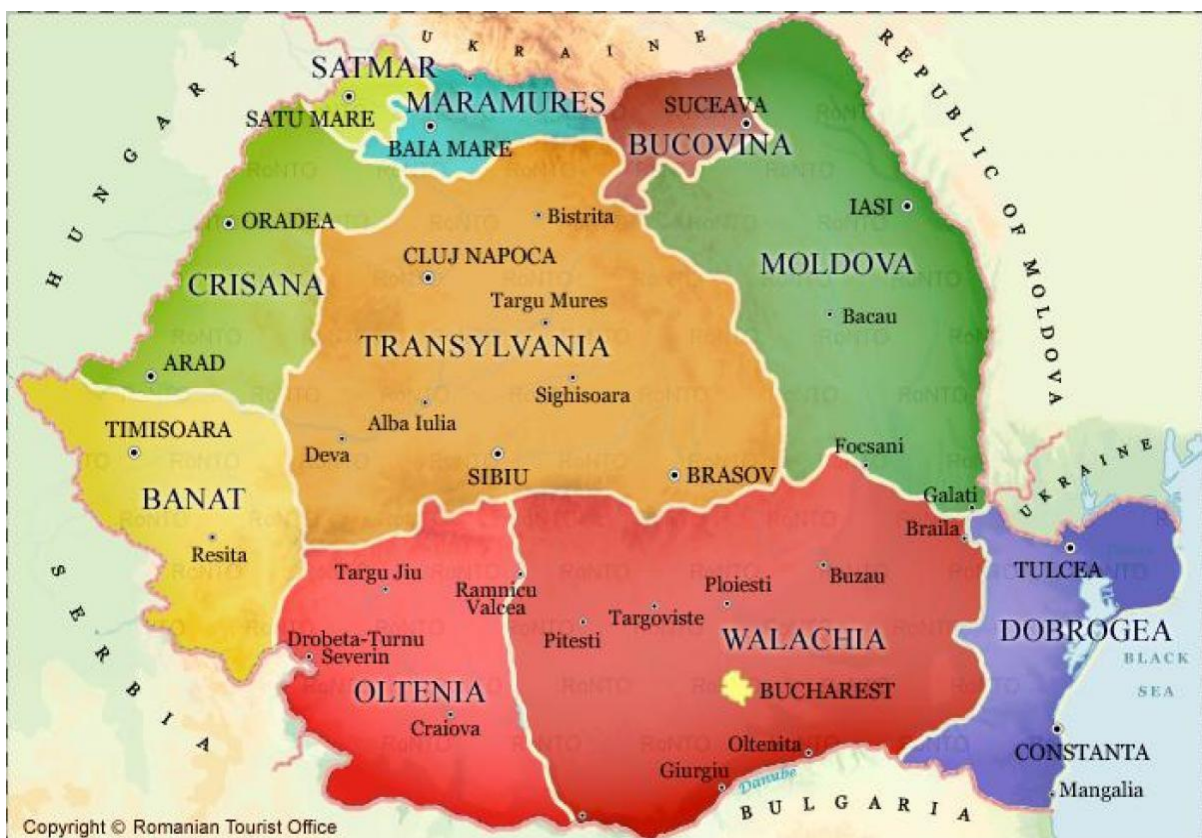 UKRAINE
HUNGARY
REPUBLIC OF MOLDOVA
SATMAR
SATU MARE
MARAMURES
BAIA MARE
SUCEAVA
BUCOVINA
ORADEA
Bistrita
IASI
CRISANA
CLUJ NAPOCA
MOLDOVA
Targu Mures
Bacau
TRANSYLVANIA
ARAD
Sighisoara
TIMISOARA
Alba Iulia
Deva
Focsani
SIBIU
BRASOV
BANAT
Galati
UKRAINE
Resita
Braila
Targu Jiu
Ramnicu
Valcea
Ploiesti
Buzau
TULCEA
Targoviste
Pitesti
WALACHIA
DOBROGEA
Drobeta-Turnu
Severin
BLACK
SEA
SERBIA
OLTENIA
BUCHAREST
Craiova
Oltenita
CONSTANTA
Giurgiu
Danube
Mangalia
BULGARIA
RoNTO
Copyright © Romanian Tourist Office